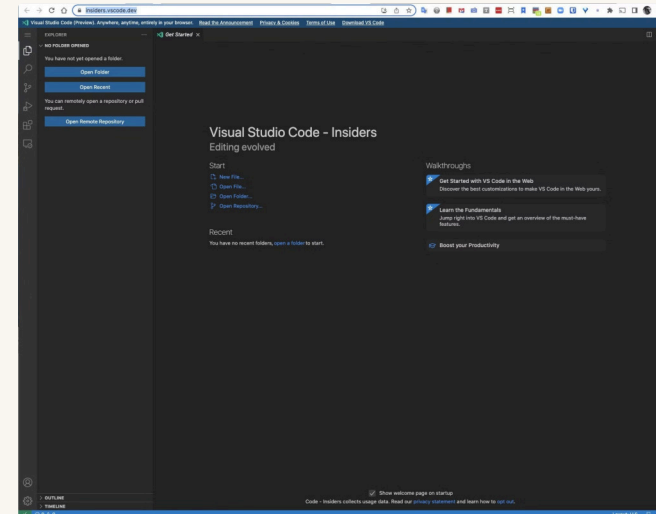 insiders.vscode.dev
Visual Studio Code (Preview). Anywhere, anytime, entirely in your browser. Read the Announcement Privacy & Cookies Terms of Use Download VS Code
EXPLORER
Get Started
NO FOLDER OPENED
You have not yet opened a folder.
Open Folder
Open Recent
You can remotely open a repository or pull
request.
Open Remote Repository
Visual Studio Code - Insiders
Editing evolved
Start
New File...
Open File...
Open Folder...
Open Repository...
Recent
You have no recent folders, open a folder to start.
Walkthroughs
Get Started with VS Code in the Web
Discover the best customizations to make VS Code in the Web yours.
Learn the Fundamentals
Jump right into VS Code and get an overview of the must-have
features.
Boost your Productivity
Show welcome page on startup
Code - Insiders collects usage data. Read our privacy statement and learn how to opt out.
OUTLINE
TIMELINE